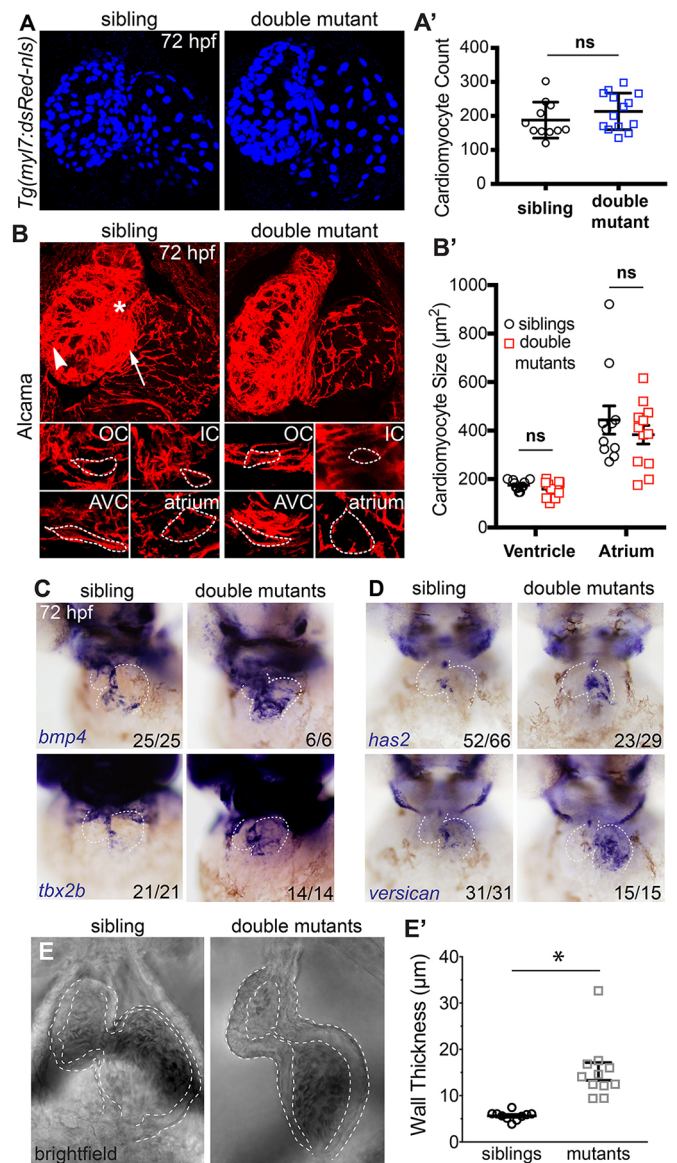 A
sibling
double mutant
72 hpf
Tg(myl7:dsRed-nls)
A’
ns
Cardiomyocyte Count
400
300
200
100
0
sibling
double
mutant
B
sibling
double mutant
72 hpf
*
Alcama
OC
IC
OC
IC
AVC
atrium
AVC
atrium
B’
ns
ns
siblings
double
mutants
Cardiomyocyte Size (µm²)
1000
800
600
400
200
0
Ventricle
Atrium
C
sibling
double mutants
72 hpf
bmp4
25/25
6/6
tbx2b
21/21
14/14
D
sibling
double mutants
has2
52/66
23/29
versican
31/31
15/15
E
sibling
double mutants
brightfield
E’
*
Wall Thickness (µm)
40
30
20
10
0
siblings
mutants